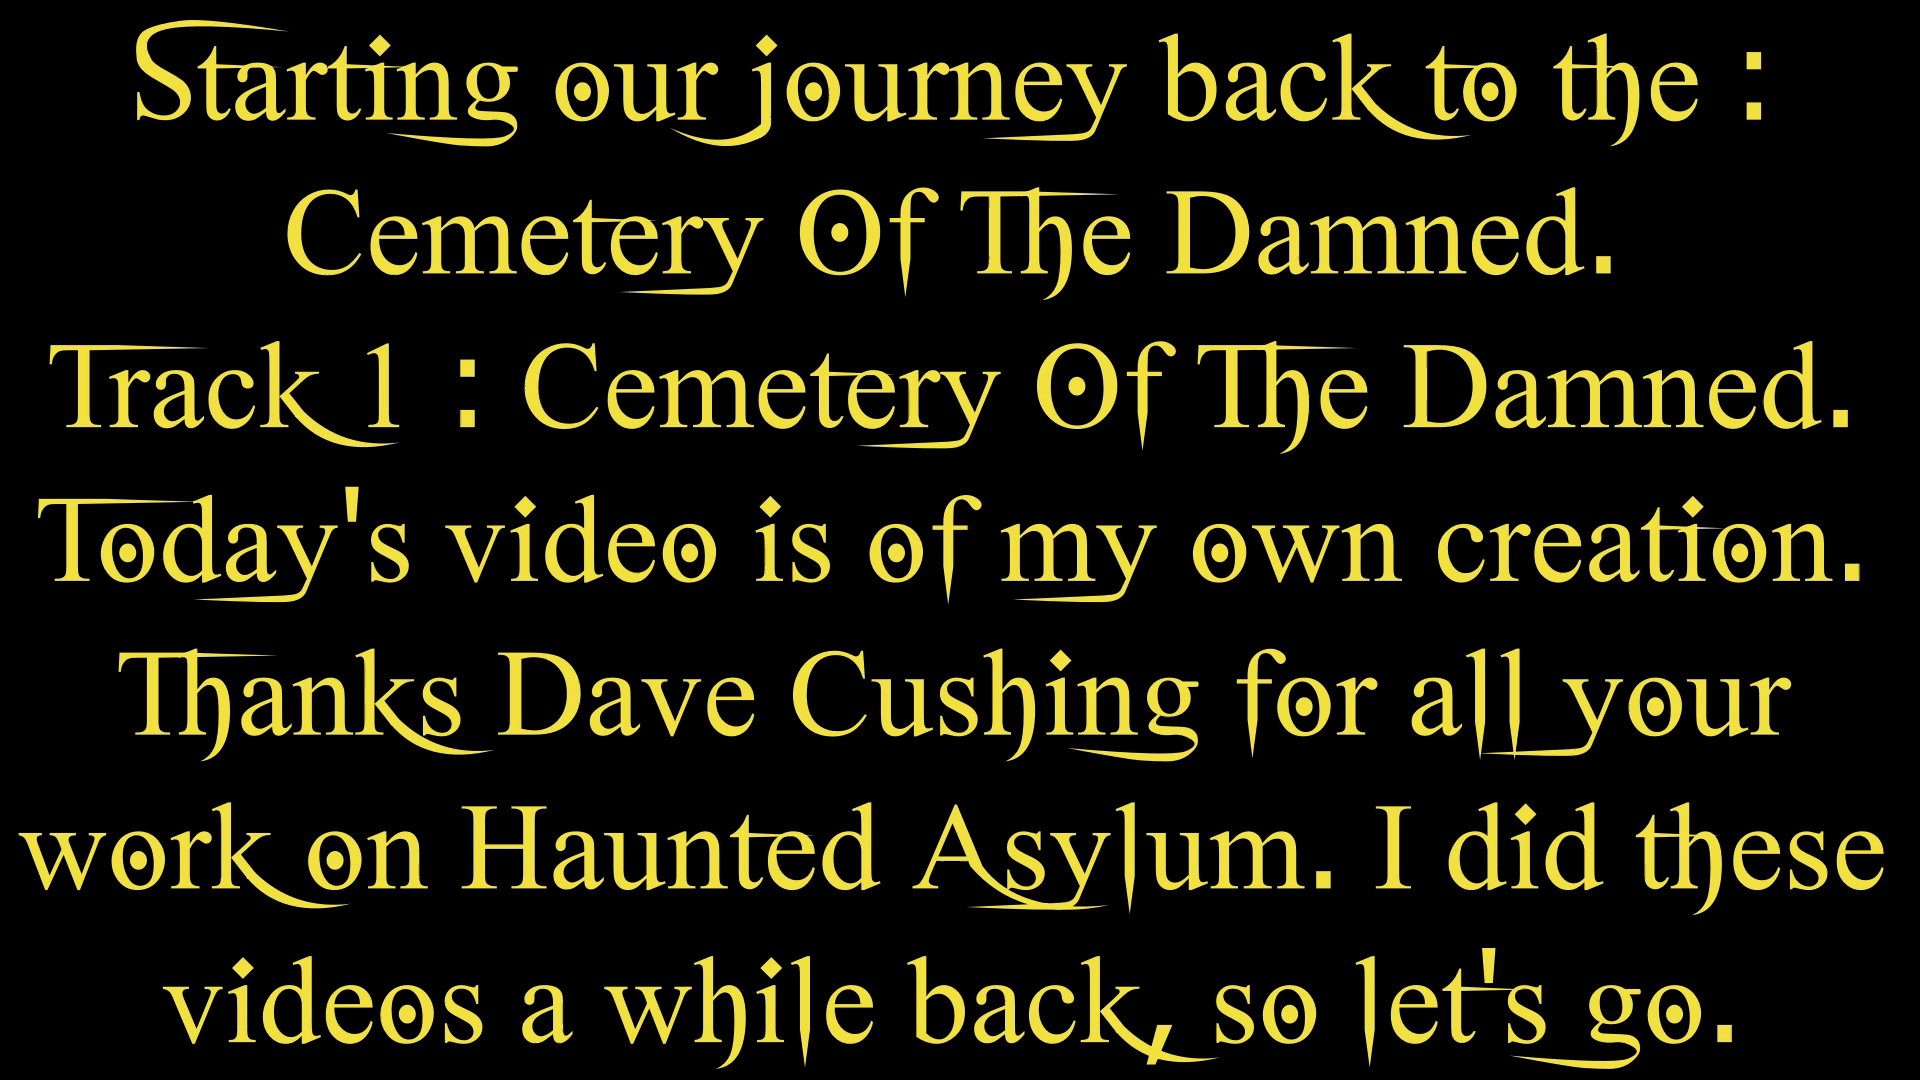 Starting our journey back to the :
Cemetery Of The Damned.
Track 1 : Cemetery Of The Damned.
Today's video is of my own creation.
Thanks Dave Cushing for all your
work on Haunted Asylum. I did these
videos a while back, so let's go.